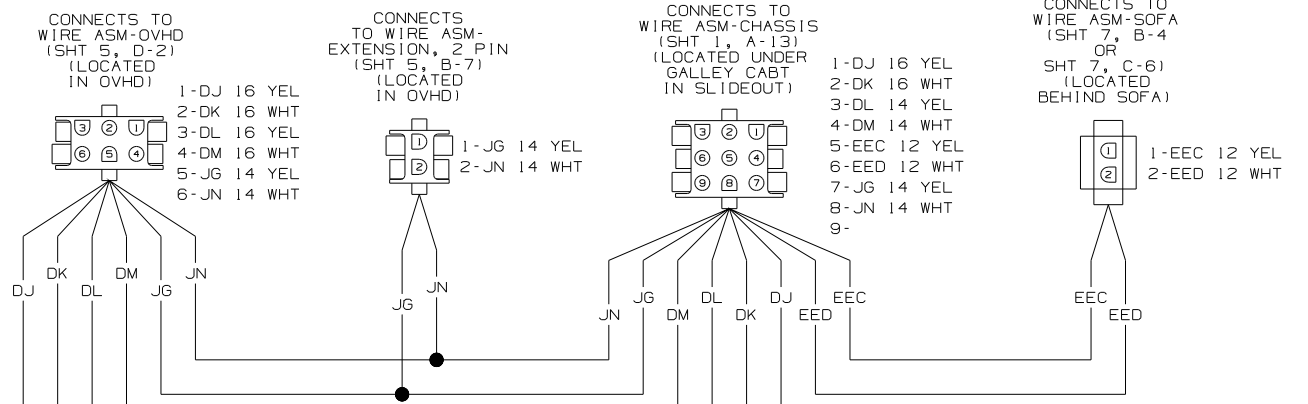 CONNECTS TO
WIRE ASM-OVHD
(SHT 5, D-2)
(LOCATED
IN OVHD)
1-DJ 16 YEL
2-DK 16 WHT
3-DL 16 YEL
4-DM 16 WHT
5-JG 14 YEL
6-JN 14 WHT
3 2 1
6 5 4
DJ
DK
DL
DM
JG
JN
CONNECTS
TO WIRE ASM-
EXTENSION, 2 PIN
(SHT 5, B-7)
(LOCATED
IN OVHD)
1
2
1-JG 14 YEL
2-JN 14 WHT
JG
JN
CONNECTS TO
WIRE ASM-CHASSIS
(SHT 1, A-13)
(LOCATED UNDER
GALLEY CABT
IN SLIDEOUT)
1-DJ 16 YEL
2-DK 16 WHT
3-DL 14 YEL
4-DM 14 WHT
5-EEC 12 YEL
6-EED 12 WHT
7-JG 14 YEL
8-JN 14 WHT
9-
3 2 1
6 5 4
9 8 7
JN
JG
DM
DL
DK
DJ
EED
EEC
CONNECTS TO
WIRE ASM-SOFA
(SHT 7, B-4
OR
SHT 7, C-6)
(LOCATED
BEHIND SOFA)
1
2
1-EEC 12 YEL
2-EED 12 WHT
EEC
EED